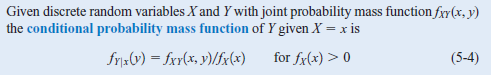 Given discrete random variables X and Y with joint probability mass function fXY(x, y)
the conditional probability mass function of Y given X = x is
fY|x(y) = fXY(x, y)/fX(x) for fX(x) > 0 (5-4)